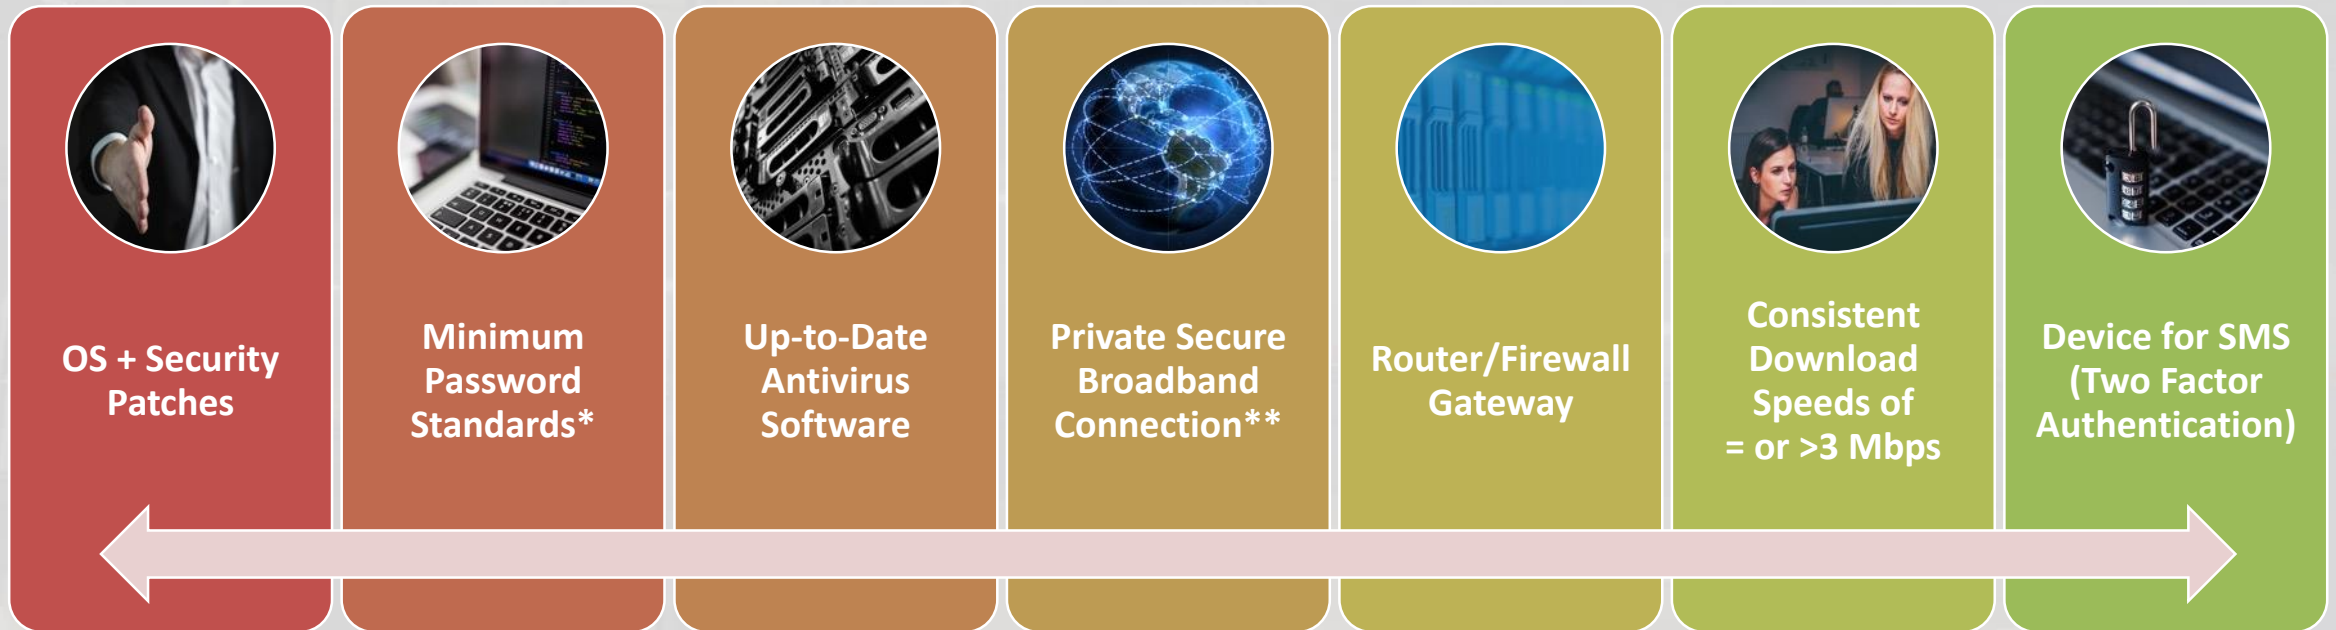 OS + Security
Patches
Minimum
Password
Standards*
Up-to-Date
Antivirus
Software
Private Secure
Broadband
Connection**
Router/Firewall
Gateway
Consistent
Download
Speeds of
= or >3 Mbps
Device for SMS
(Two Factor
Authentication)